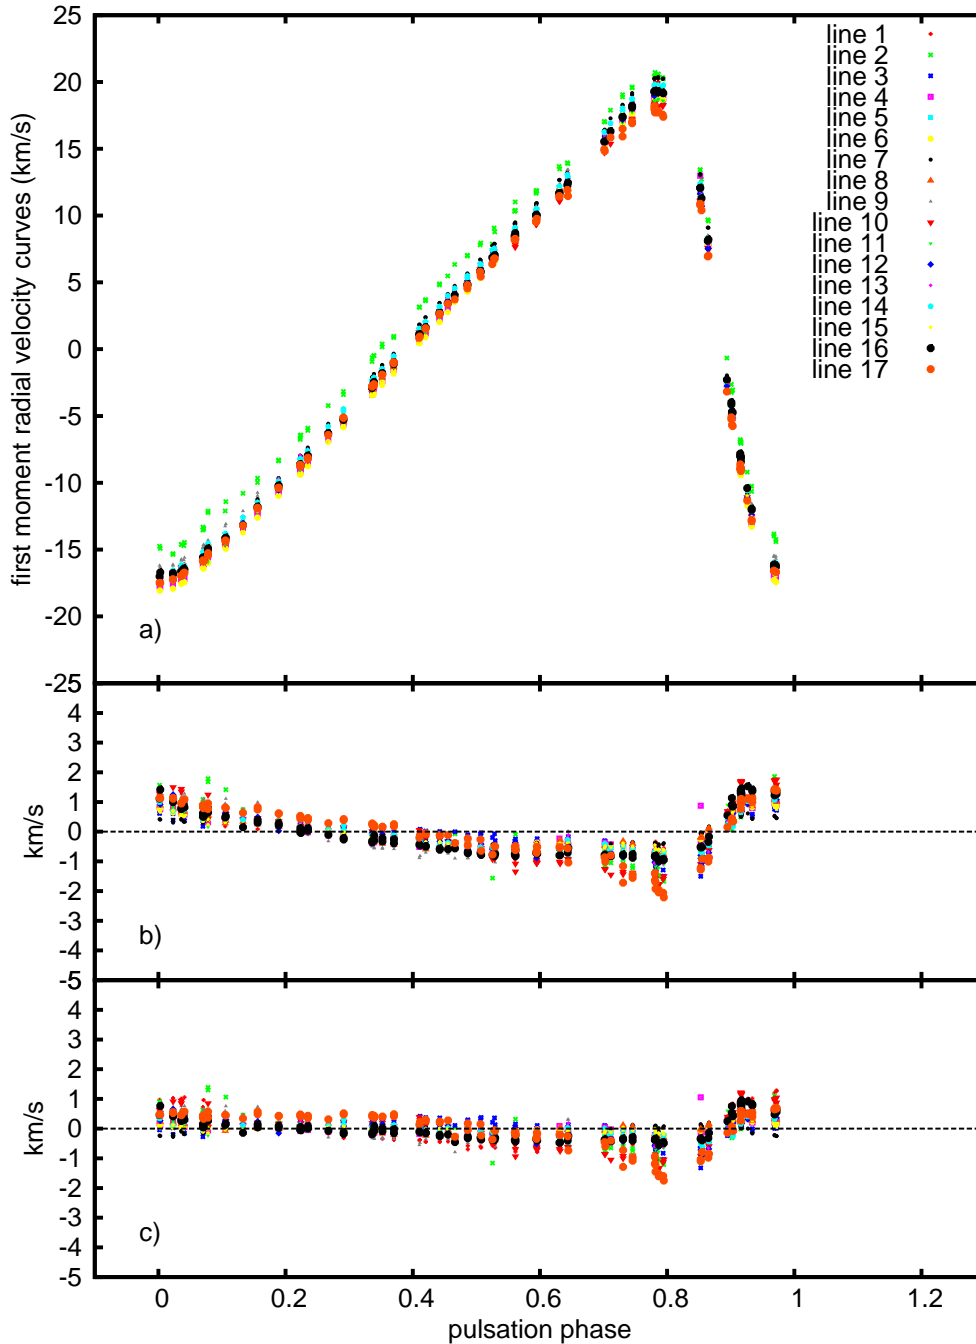 first moment radial velocity curves (km/s)
25
20
15
10
5
0
-5
-10
-15
-20
-25
line 1
line 2
line 3
line 4
line 5
line 6
line 7
line 8
line 9
line 10
line 11
line 12
line 13
line 14
line 15
line 16
line 17
a)
km/s
4
3
2
1
0
-1
-2
-3
-4
-5
b)
km/s
4
3
2
1
0
-1
-2
-3
-4
-5
c)
0 0.2 0.4 0.6 0.8 1 1.2
pulsation phase